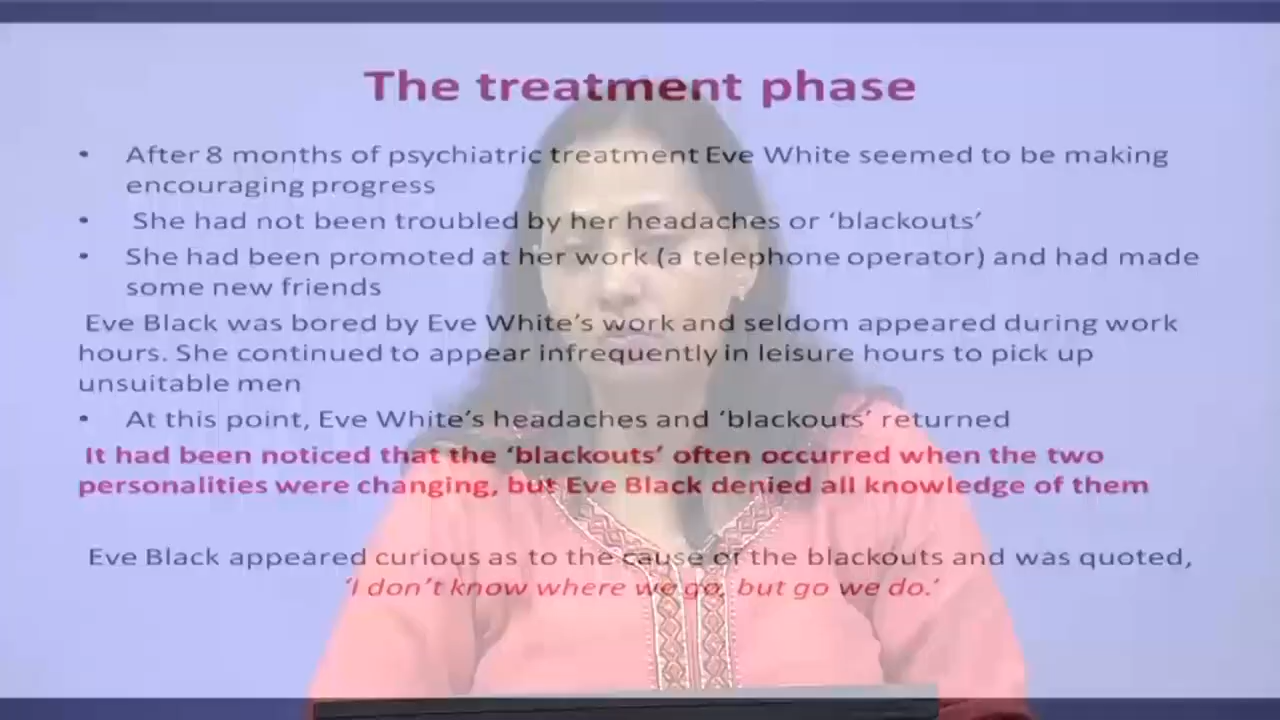 The treatment phase
• After 8 months of psychiatric treatment Eve White seemed to be making
encouraging progress
• She had not been troubled by her headaches or ‘blackouts’
• She had been promoted at her work (a telephone operator) and had made
some new friends
Eve Black was bored by Eve White’s work and seldom appeared during work
hours. She continued to appear infrequently in leisure hours to pick up
unsuitable men
• At this point, Eve White’s headaches and ‘blackouts’ returned
It had been noticed that the ‘blackouts’ often occurred when the two
personalities were changing, but Eve Black denied all knowledge of them
Eve Black appeared curious as to the cause of the blackouts and was quoted,
‘I don’t know where we go, but go we do.’